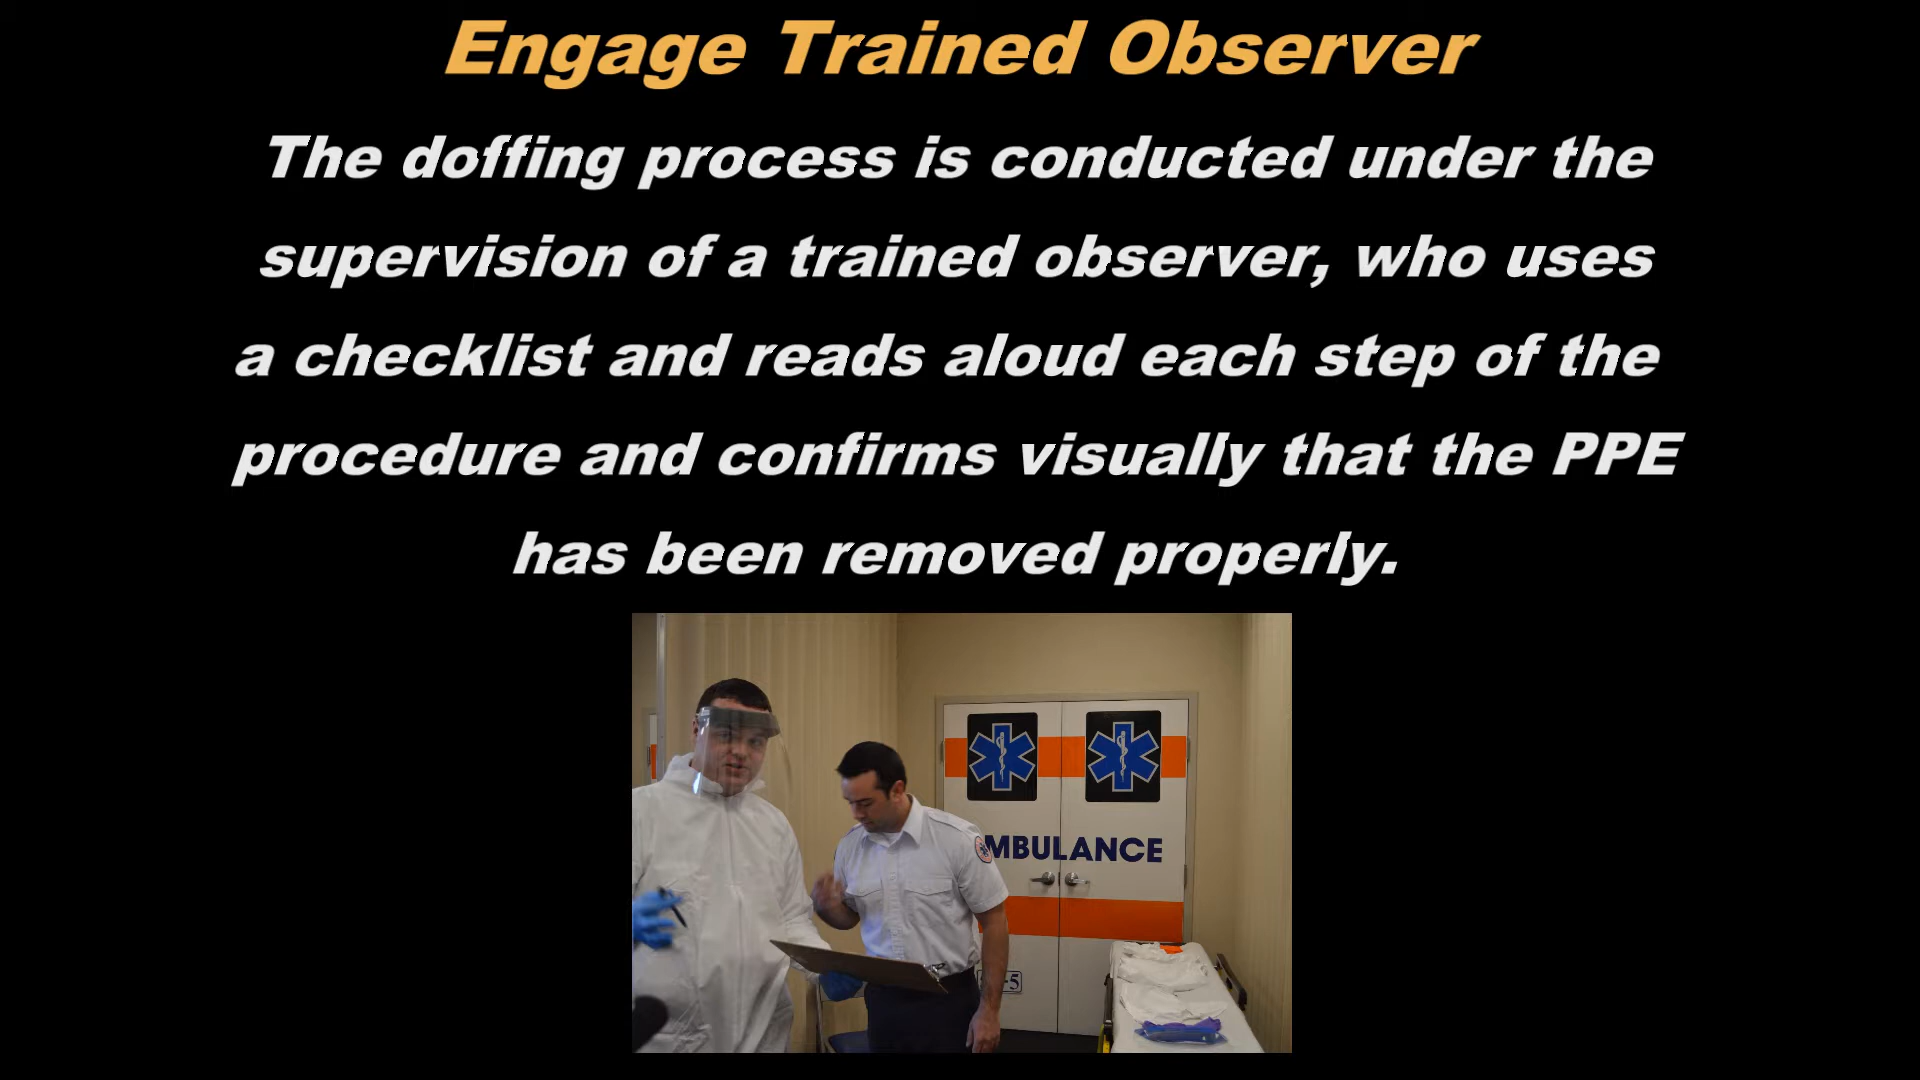 Engage Trained Observer
The doffing process is conducted under the
supervision of a trained observer, who uses
a checklist and reads aloud each step of the
procedure and confirms visually that the PPE
has been removed properly.
MBULANCE
-5